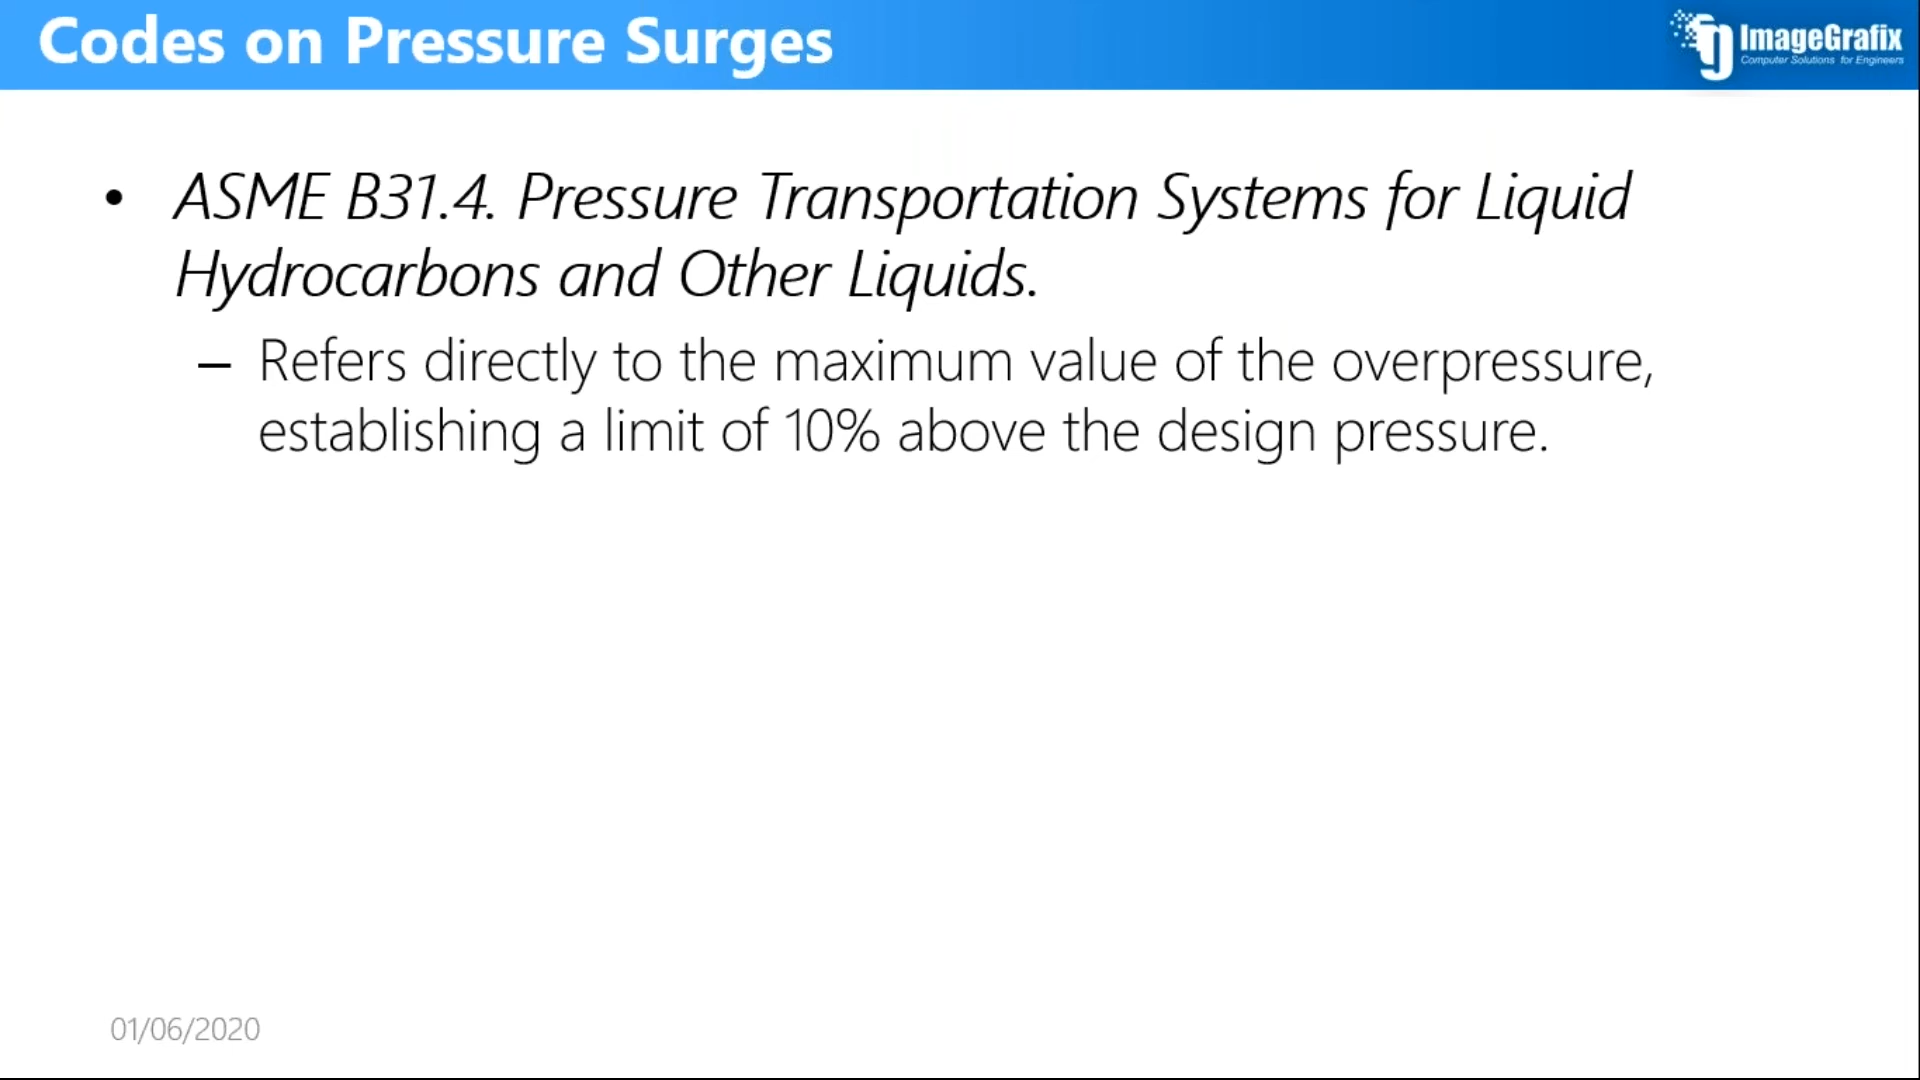 Codes on Pressure Surges
ImageGrafix
Computer Solutions for Engineers
• ASME B31.4. Pressure Transportation Systems for Liquid
Hydrocarbons and Other Liquids.
– Refers directly to the maximum value of the overpressure,
establishing a limit of 10% above the design pressure.
01/06/2020